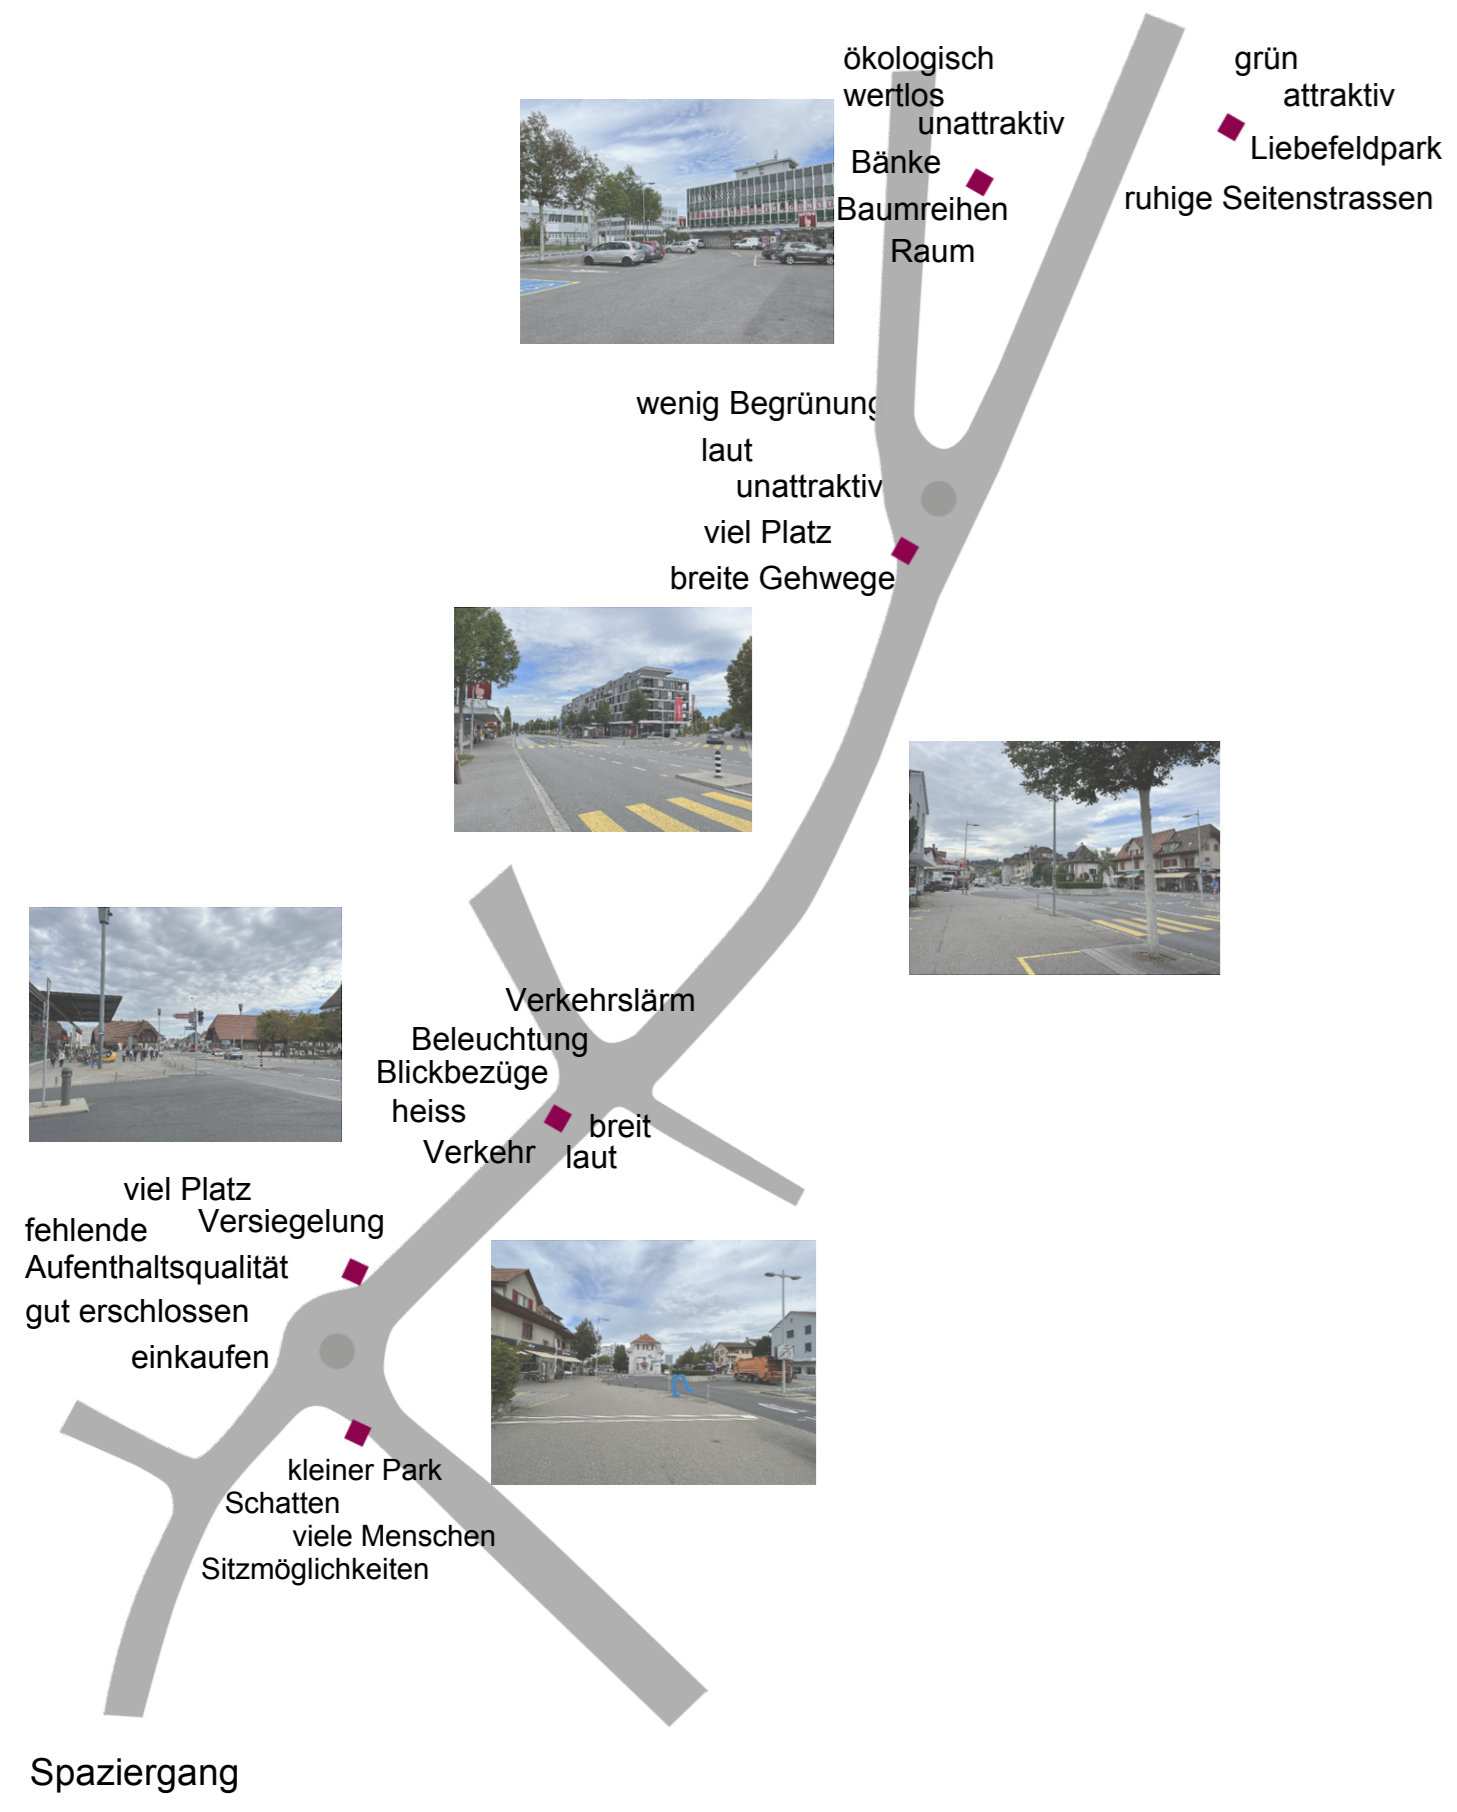 ökologisch
wertlos
unattraktiv
Bänke
Baumreihen
Raum
grün
attraktiv
Liebefeldpark
ruhige Seitenstrassen
wenig Begrünung
laut
unattraktiv
viel Platz
breite Gehwege
Verkehrslärm
Beleuchtung
Blickbezüge
heiss
Verkehr
breit
laut
viel Platz
Versiegelung
fehlende
Aufenthaltsqualität
gut erschlossen
einkaufen
kleiner Park
Schatten
viele Menschen
Sitzmöglichkeiten
Spaziergang